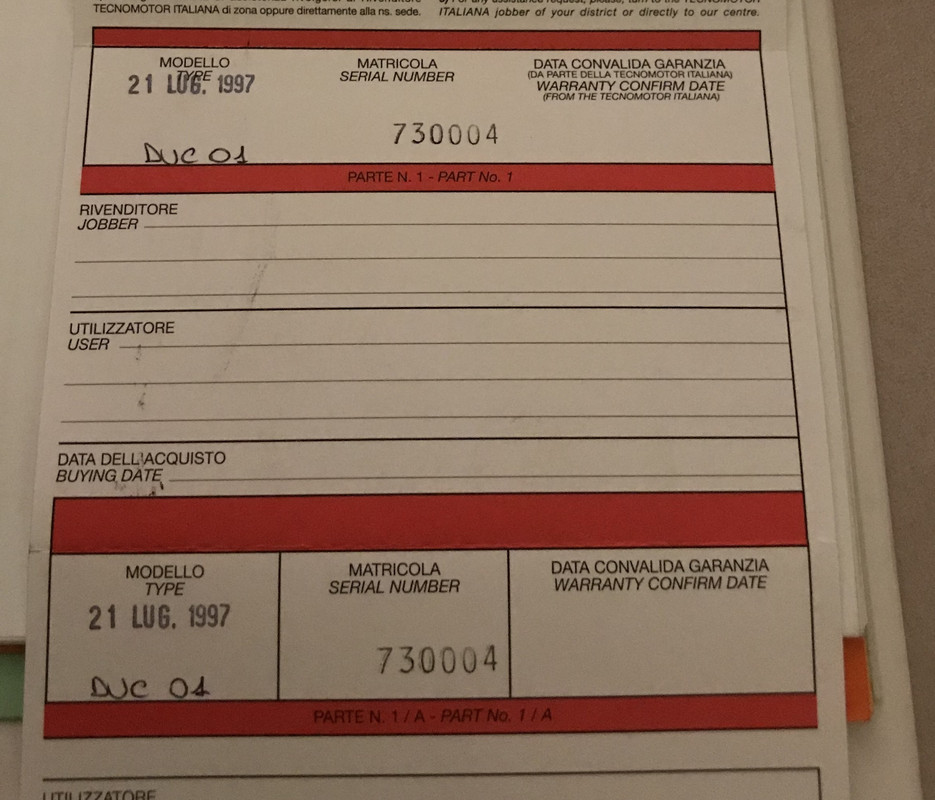 TECNOMOTOR ITALIANA di zona oppure direttamente alla ns. sede.
ITALIANA jobber of your district or directly to our centre.
MODELLO
TYPE
21 LUG. 1997
DUC 01
MATRICOLA
SERIAL NUMBER
730004
DATA CONVALIDA GARANZIA
(DA PARTE DELLA TECNOMOTOR ITALIANA)
WARRANTY CONFIRM DATE
(FROM THE TECNOMOTOR ITALIANA)
PARTE N. 1 - PART No. 1
RIVENDITORE
JOBBER
UTILIZZATORE
USER
DATA DELL'ACQUISTO
BUYING DATE
MODELLO
TYPE
21 LUG. 1997
DUC 01
MATRICOLA
SERIAL NUMBER
730004
DATA CONVALIDA GARANZIA
WARRANTY CONFIRM DATE
PARTE N. 1 / A - PART No. 1 / A
UTILIZZATORE